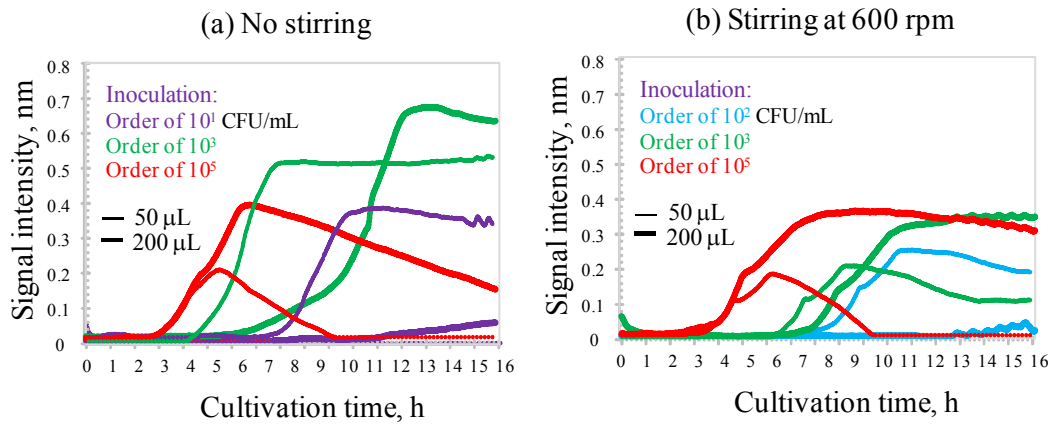 (a) No stirring
Signal intensity, nm
0.8
0.7
0.6
0.5
0.4
0.3
0.2
0.1
0
Inoculation:
Order of 10¹ CFU/mL
Order of 10³
Order of 10⁵
50 µL
200 µL
0 1 2 3 4 5 6 7 8 9 10 11 12 13 14 15 16
Cultivation time, h
(b) Stirring at 600 rpm
Signal intensity, nm
0.8
0.7
0.6
0.5
0.4
0.3
0.2
0.1
0
Inoculation:
Order of 10² CFU/mL
Order of 10³
Order of 10⁵
50 µL
200 µL
0 1 2 3 4 5 6 7 8 9 10 11 12 13 14 15 16
Cultivation time, h